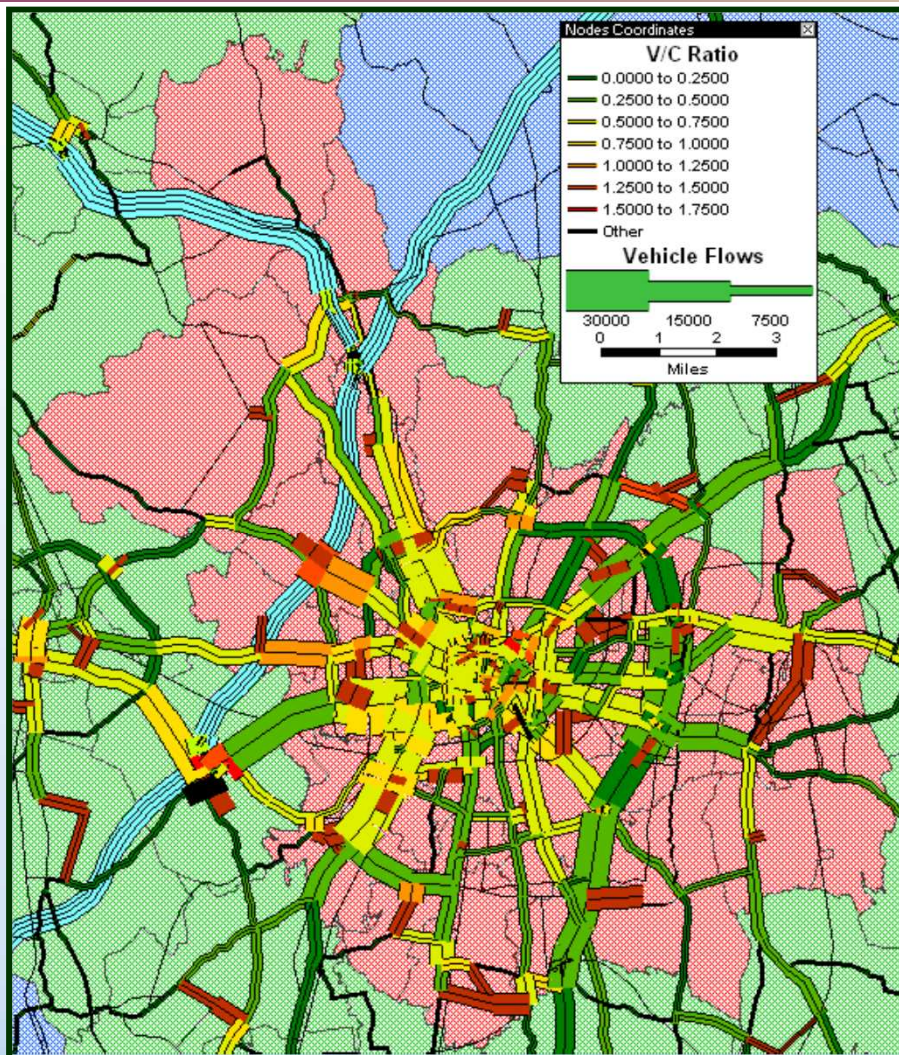 Nodes Coordinates
V/C Ratio
0.0000 to 0.2500
0.2500 to 0.5000
0.5000 to 0.7500
0.7500 to 1.0000
1.0000 to 1.2500
1.2500 to 1.5000
1.5000 to 1.7500
Other
Vehicle Flows
30000 15000 7500
0 1 2 3
Miles